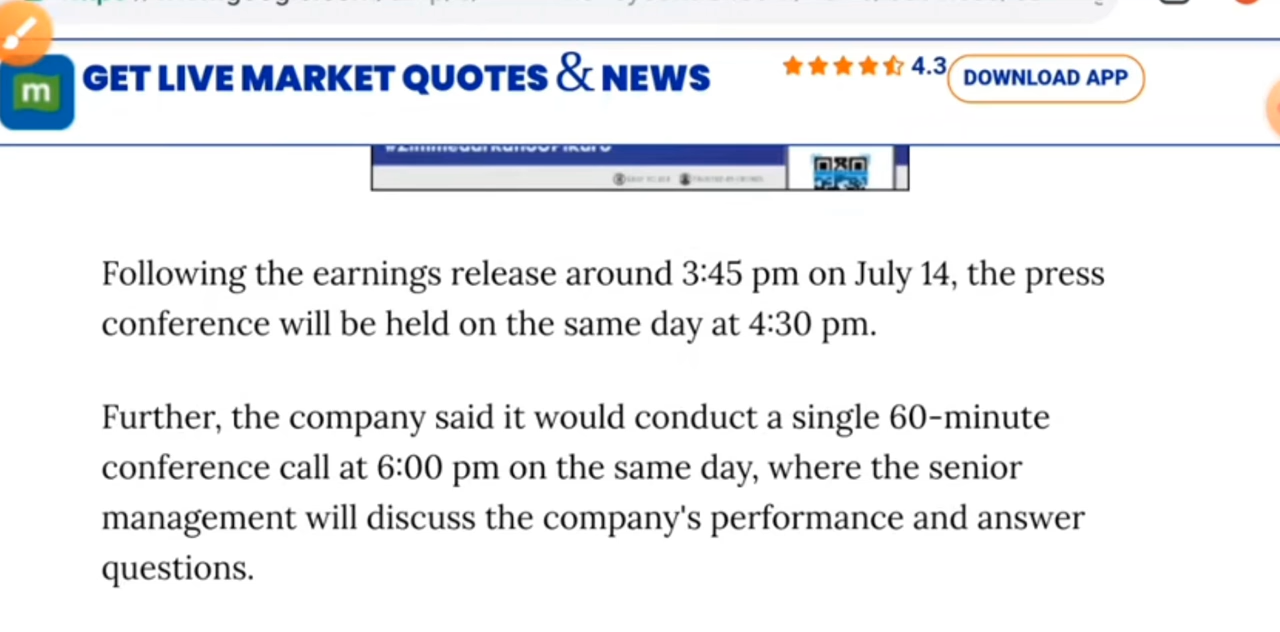 m
GET LIVE MARKET QUOTES & NEWS
4.3
DOWNLOAD APP
Following the earnings release around 3:45 pm on July 14, the press
conference will be held on the same day at 4:30 pm.
Further, the company said it would conduct a single 60-minute
conference call at 6:00 pm on the same day, where the senior
management will discuss the company's performance and answer
questions.